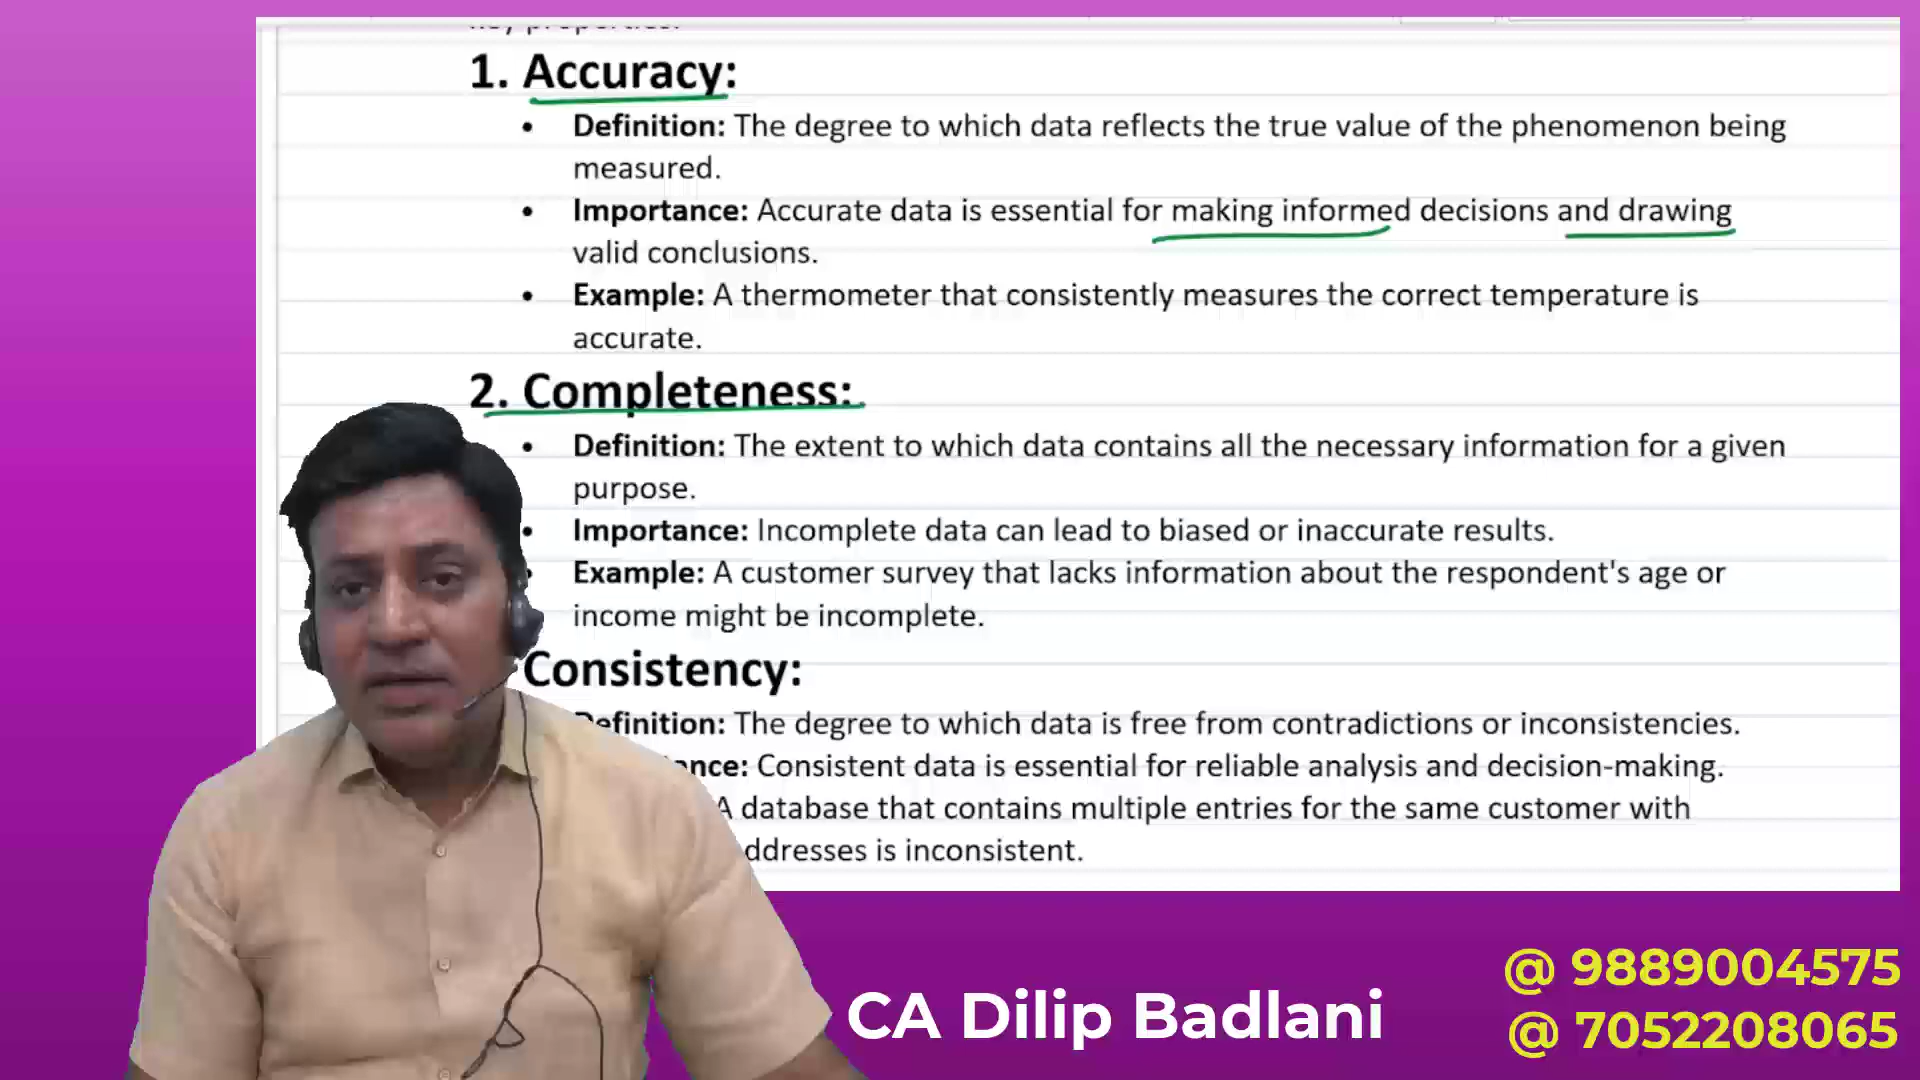 key properties.
1. Accuracy:
• Definition: The degree to which data reflects the true value of the phenomenon being
measured.
• Importance: Accurate data is essential for making informed decisions and drawing
valid conclusions.
• Example: A thermometer that consistently measures the correct temperature is
accurate.
2. Completeness:
• Definition: The extent to which data contains all the necessary information for a given
purpose.
• Importance: Incomplete data can lead to biased or inaccurate results.
• Example: A customer survey that lacks information about the respondent's age or
income might be incomplete.
Consistency:
Definition: The degree to which data is free from contradictions or inconsistencies.
ance: Consistent data is essential for reliable analysis and decision-making.
A database that contains multiple entries for the same customer with
ddresses is inconsistent.
CA Dilip Badlani
@ 9889004575
@ 7052208065